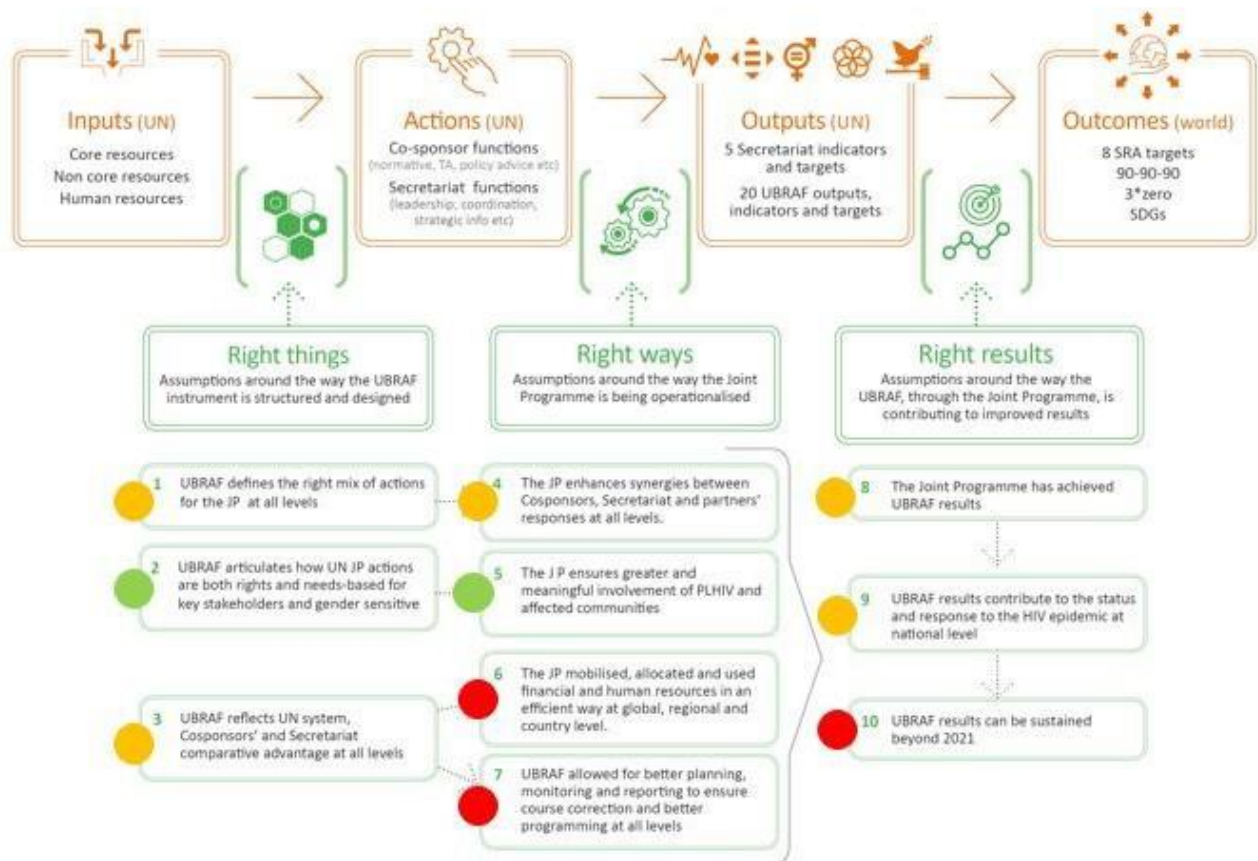 Inputs (UN)
Core resources
Non core resources
Human resources
Actions (UN)
Co-sponsor functions
(normative, TA, policy advice etc)
Secretariat functions
(leadership, coordination,
strategic info etc)
Outputs (UN)
5 Secretariat indicators
and targets
20 UBRAF outputs,
indicators and targets
Outcomes (world)
8 SRA targets
90-90-90
3*zero
SDGs
Right things
Assumptions around the way the UBRAF
instrument is structured and designed
Right ways
Assumptions around the way the Joint
Programme is being operationalised
Right results
Assumptions around the way the
UBRAF, through the Joint Programme, is
contributing to improved results
1 UBRAF defines the right mix of actions
for the JP at all levels
2 UBRAF articulates how UN JP actions
are both rights and needs-based for
key stakeholders and gender sensitive
3 UBRAF reflects UN system,
Cosponsors' and Secretariat
comparative advantage at all levels
4 The JP enhances synergies between
Cosponsors, Secretariat and partners'
responses at all levels.
5 The J P ensures greater and
meaningful involvement of PLHIV and
affected communities
6 The JP mobilised, allocated and used
financial and human resources in an
efficient way at global, regional and
country level.
7 UBRAF allowed for better planning,
monitoring and reporting to ensure
course correction and better
programming at all levels
8 The Joint Programme has achieved
UBRAF results
9 UBRAF results contribute to the status
and response to the HIV epidemic at
national level
10 UBRAF results can be sustained
beyond 2021